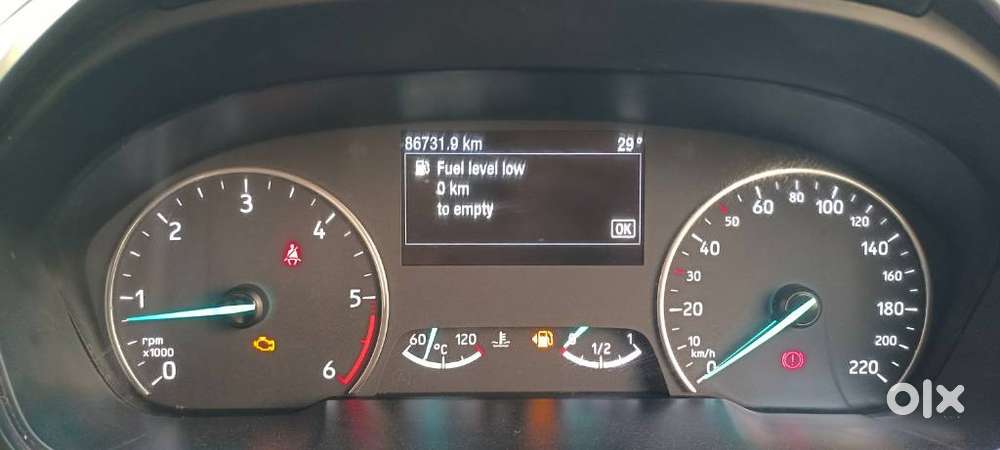 86731.9 km 29°
Fuel level low
0 km
to empty
OK
0 1 2 3 4 5 6
rpm
x1000
60 °C 120
0 1/2 1
0 10 20 30 40 50 60 80 100 120 140 160 180 200 220
km/h
olx